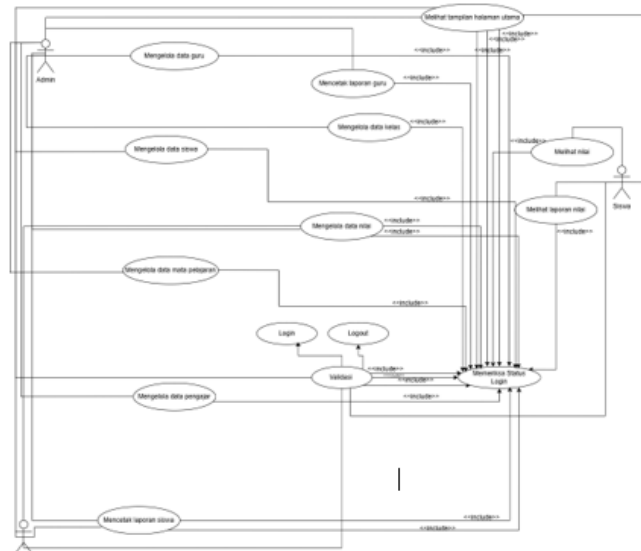 Melihat tampilan halaman utama
<<include>>
<<include>>
<<include>>
Admin
Mengelola data guru
<<include>>
Mencetak laporan guru
<<include>>
Mengelola data kelas
<<include>>
Mengelola data siswa
<<include>>
Melihat nilai
<<include>>
Siswa
Melihat laporan nilai
Mengelola data nilai
<<include>>
<<include>>
<<include>>
Mengelola data mata pelajaran
<<include>>
Login
Logout
Validasi
<<include>>
<<include>>
Memeriksa Status
Login
Mengelola data pengajar
<<include>>
Mencetak laporan siswa
<<include>>
<<include>>